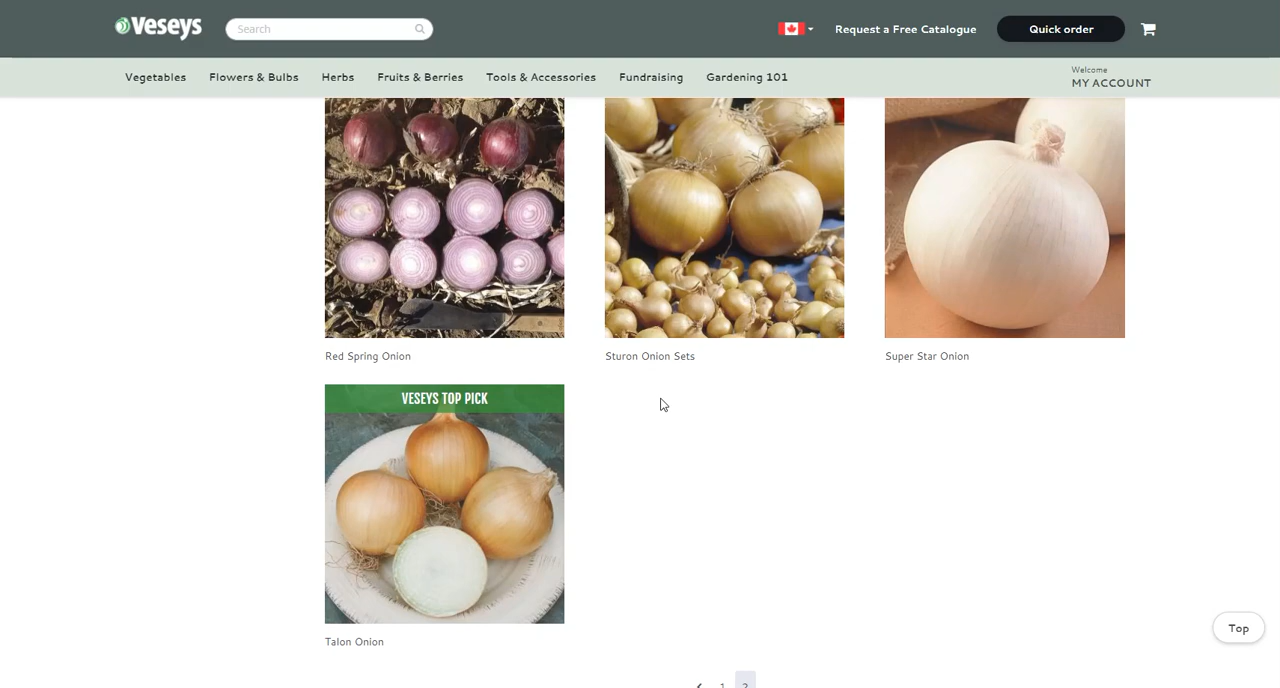 Veseys
Search
Request a Free Catalogue
Quick order
Vegetables
Flowers & Bulbs
Herbs
Fruits & Berries
Tools & Accessories
Fundraising
Gardening 101
Welcome
MY ACCOUNT
Red Spring Onion
Sturon Onion Sets
Super Star Onion
VESEYS TOP PICK
Talon Onion
Top
1
2